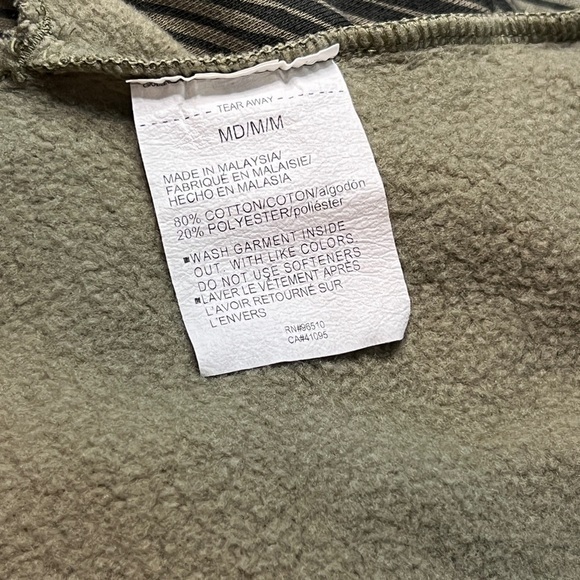 TEAR AWAY
MD/M/M
MADE IN MALAYSIA/
FABRIQUÉ EN MALAISIE/
HECHO EN MALASIA
80% COTTON/COTON/algodón
20% POLYESTER/poliéster
▪WASH GARMENT INSIDE
OUT, WITH LIKE COLORS.
DO NOT USE SOFTENERS
▪LAVER LE VÊTEMENT APRÈS
L'AVOIR RETOURNÉ SUR
L'ENVERS
RN#96510
CA#41095